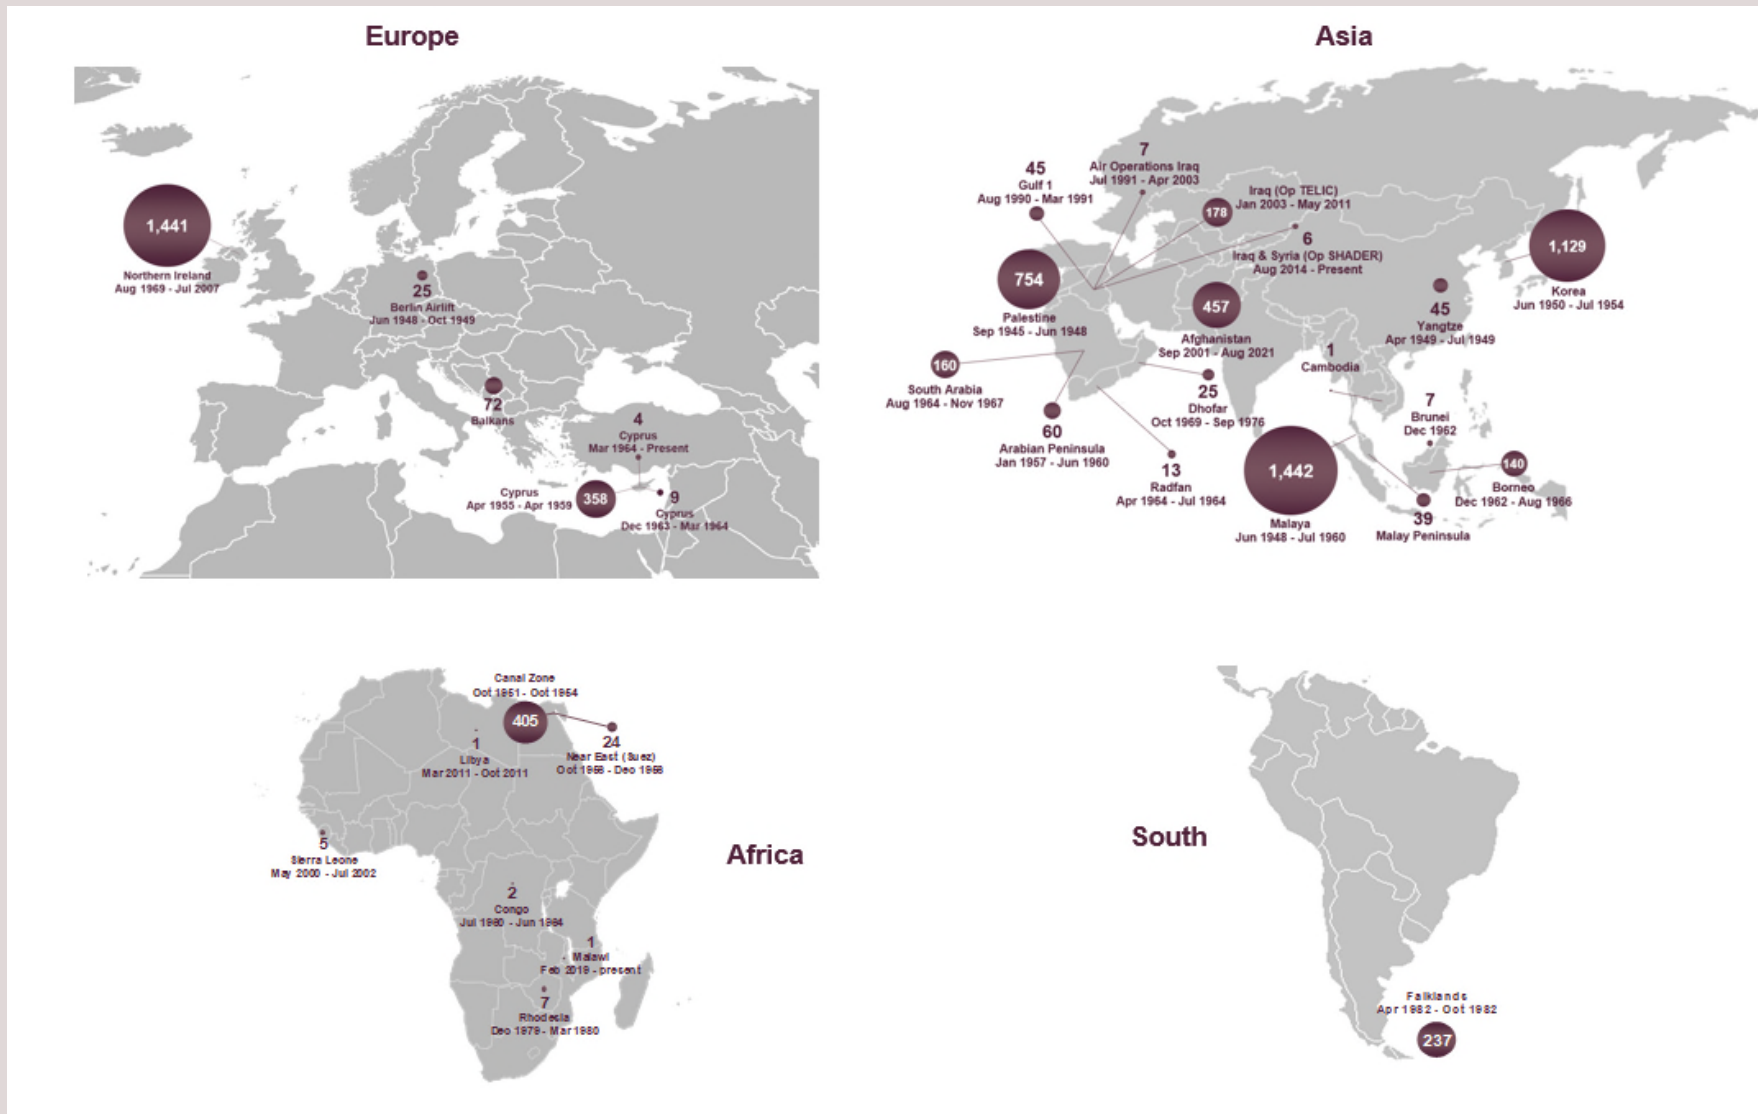 Europe
1,441
Northern Ireland
Aug 1969 - Jul 2007
25
Berlin Airlift
Jun 1948 - Oct 1949
72
Balkans
4
Cyprus
Mar 1964 - Present
358
Cyprus
Apr 1955 - Apr 1959
9
Cyprus
Dec 1963 - Mar 1964
Asia
7
Air Operations Iraq
Jul 1991 - Apr 2003
45
Gulf 1
Aug 1990 - Mar 1991
Iraq (Op TELIC)
Jan 2003 - May 2011
178
6
Iraq & Syria (Op SHADER)
Aug 2014 - Present
1,129
Korea
Jun 1950 - Jul 1954
754
Palestine
Sep 1945 - Jun 1948
457
Afghanistan
Sep 2001 - Aug 2021
45
Yangtze
Apr 1949 - Jul 1949
1
Cambodia
160
South Arabia
Aug 1964 - Nov 1967
25
Dhofar
Oct 1969 - Sep 1976
60
Arabian Peninsula
Jan 1957 - Jun 1960
13
Radfan
Apr 1964 - Jul 1964
7
Brunei
Dec 1962
1,442
Malaya
Jun 1948 - Jul 1960
140
Borneo
Dec 1962 - Aug 1966
39
Malay Peninsula
Africa
Canal Zone
Oct 1951 - Oct 1954
405
24
Near East (Suez)
Oct 1956 - Dec 1956
1
Libya
Mar 2011 - Oct 2011
5
Sierra Leone
May 2000 - Jul 2002
2
Congo
Jul 1960 - Jun 1964
1
Malawi
Feb 2019 - present
7
Rhodesia
Dec 1979 - Mar 1980
South
Falklands
Apr 1982 - Oct 1982
237